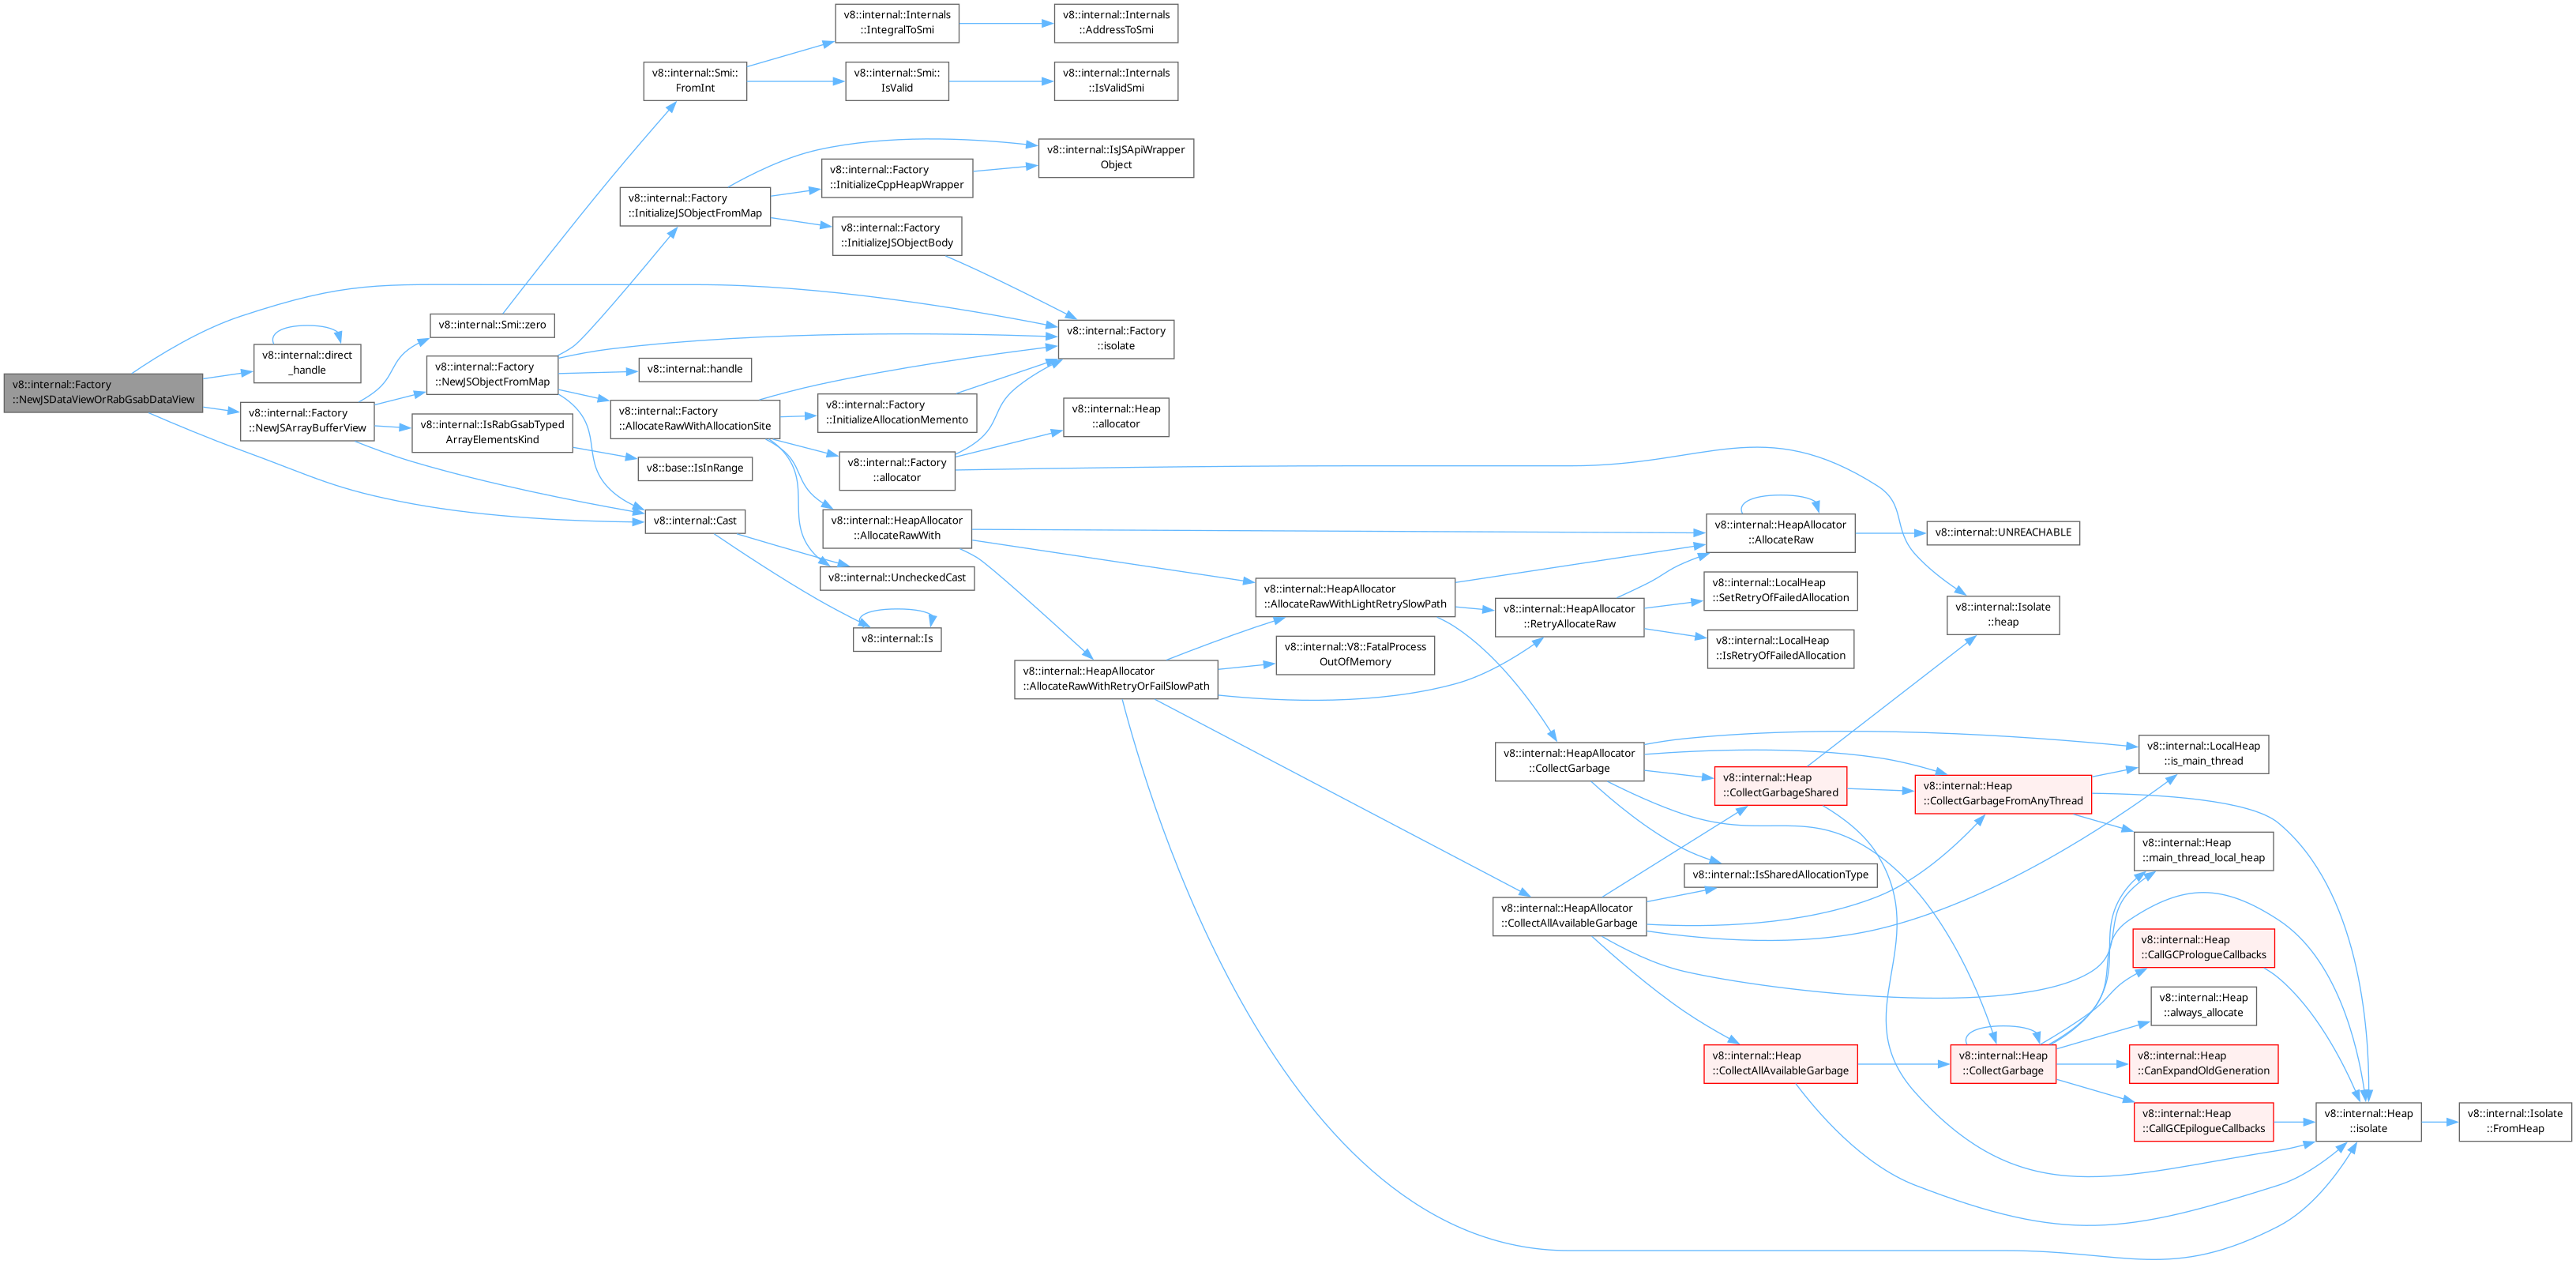 v8::internal::Factory
::NewJSDataViewOrRabGsabDataView
v8::internal::direct
_handle
v8::internal::Factory
::NewJSArrayBufferView
v8::internal::Smi::zero
v8::internal::Factory
::NewJSObjectFromMap
v8::internal::IsRabGsabTyped
ArrayElementsKind
v8::internal::Smi::
FromInt
v8::internal::Factory
::InitializeJSObjectFromMap
v8::internal::handle
v8::internal::Factory
::AllocateRawWithAllocationSite
v8::base::IsInRange
v8::internal::Cast
v8::internal::Internals
::IntegralToSmi
v8::internal::Smi::
IsValid
v8::internal::Factory
::InitializeCppHeapWrapper
v8::internal::Factory
::InitializeJSObjectBody
v8::internal::Factory
::InitializeAllocationMemento
v8::internal::Factory
::allocator
v8::internal::HeapAllocator
::AllocateRawWith
v8::internal::UncheckedCast
v8::internal::Is
v8::internal::Internals
::AddressToSmi
v8::internal::Internals
::IsValidSmi
v8::internal::IsJSApiWrapper
Object
v8::internal::Factory
::isolate
v8::internal::Heap
::allocator
v8::internal::HeapAllocator
::AllocateRawWithRetryOrFailSlowPath
v8::internal::HeapAllocator
::AllocateRawWithLightRetrySlowPath
v8::internal::V8::FatalProcess
OutOfMemory
v8::internal::HeapAllocator
::RetryAllocateRaw
v8::internal::HeapAllocator
::CollectGarbage
v8::internal::HeapAllocator
::CollectAllAvailableGarbage
v8::internal::HeapAllocator
::AllocateRaw
v8::internal::LocalHeap
::SetRetryOfFailedAllocation
v8::internal::LocalHeap
::IsRetryOfFailedAllocation
v8::internal::Heap
::CollectGarbageShared
v8::internal::IsSharedAllocationType
v8::internal::Heap
::CollectAllAvailableGarbage
v8::internal::UNREACHABLE
v8::internal::Isolate
::heap
v8::internal::Heap
::CollectGarbageFromAnyThread
v8::internal::Heap
::CollectGarbage
v8::internal::LocalHeap
::is_main_thread
v8::internal::Heap
::main_thread_local_heap
v8::internal::Heap
::CallGCPrologueCallbacks
v8::internal::Heap
::always_allocate
v8::internal::Heap
::CanExpandOldGeneration
v8::internal::Heap
::CallGCEpilogueCallbacks
v8::internal::Heap
::isolate
v8::internal::Isolate
::FromHeap